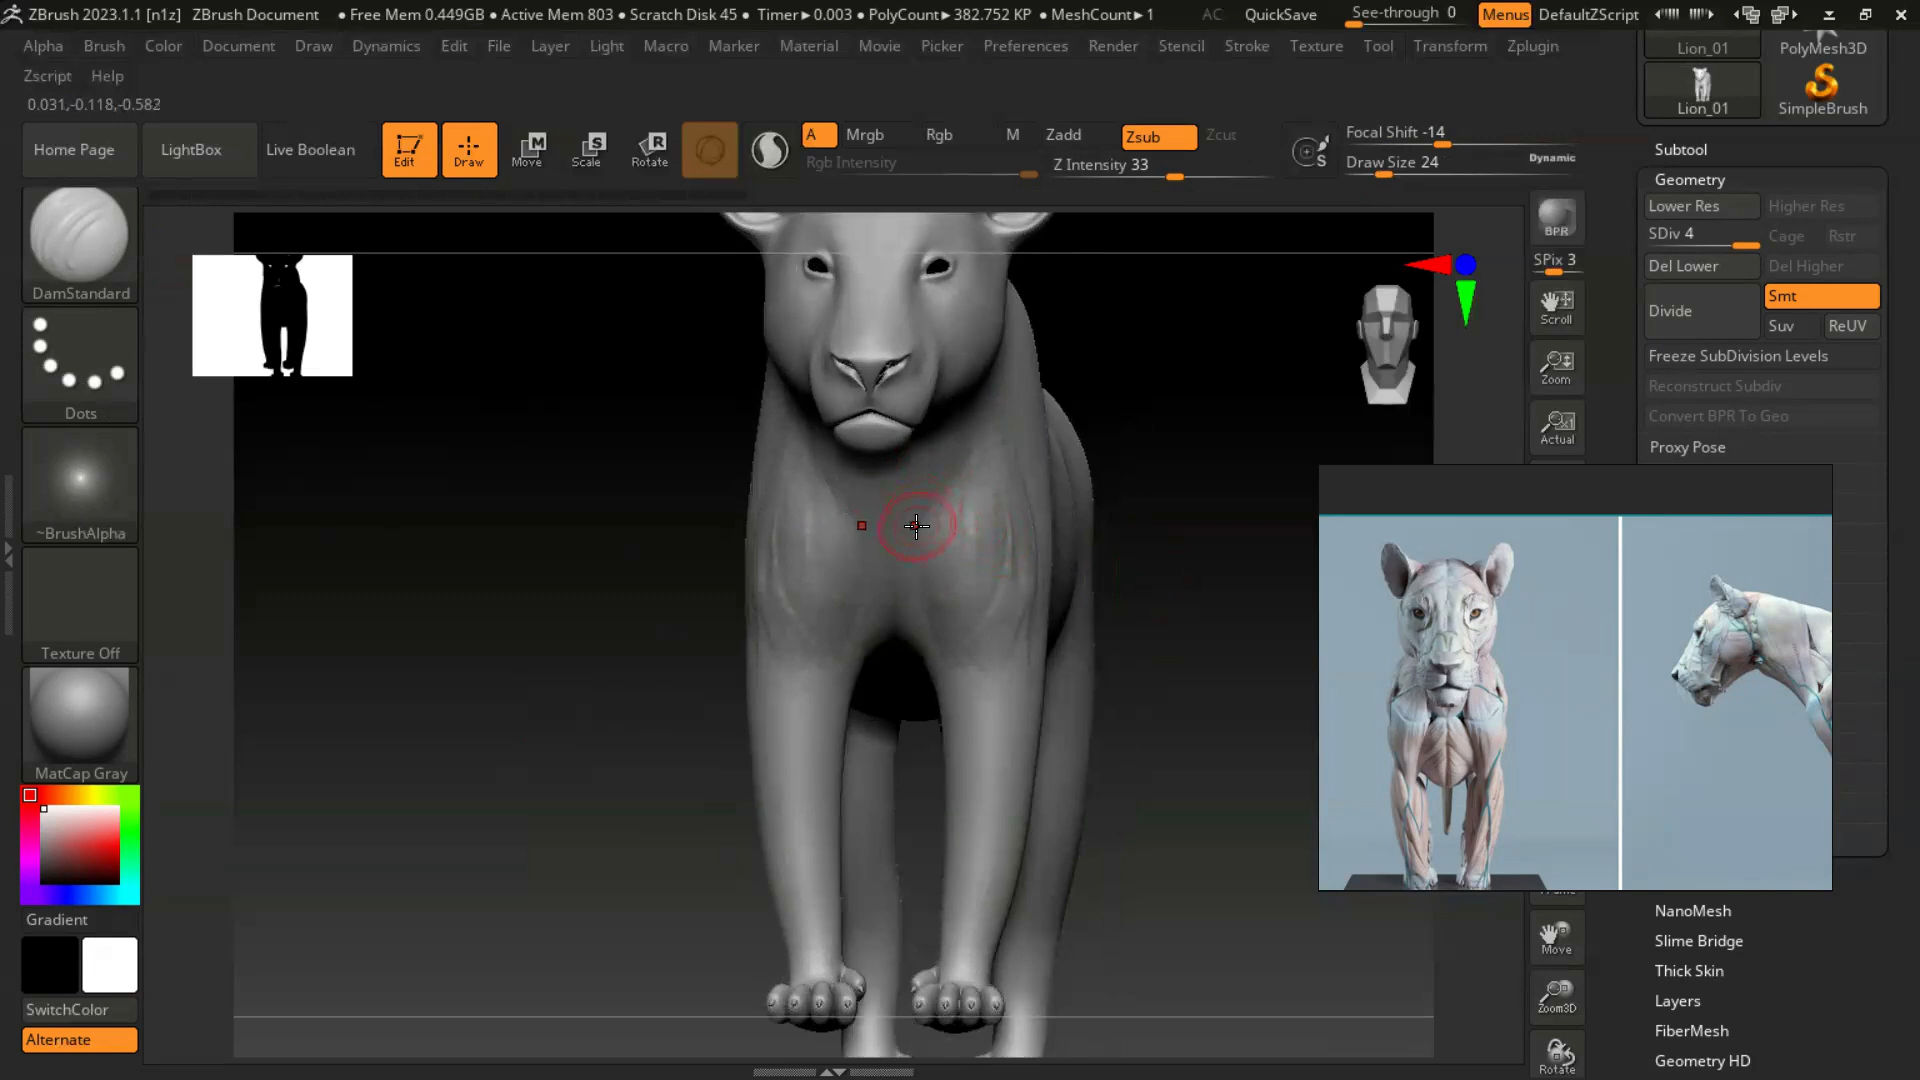 ZBrush 2023.1.1 [n1z] ZBrush Document ● Free Mem 0.449GB ● Active Mem 803 ● Scratch Disk 45 ● Timer►0.003 ● PolyCount►382.752 KP ● MeshCount►1 AC QuickSave See-through 0 Menus DefaultZScript
Alpha Brush Color Document Draw Dynamics Edit File Layer Light Macro Marker Material Movie Picker Preferences Render Stencil Stroke Texture Tool Transform Zplugin
Zscript Help
0.031,-0.118,-0.582
Home Page LightBox Live Boolean Edit Draw Move Scale Rotate A Mrgb Rgb M Zadd Zsub Zcut Focal Shift -14
Rgb Intensity Z Intensity 33 Draw Size 24 Dynamic
M
S
R
S
DamStandard
Dots
~BrushAlpha
Texture Off
MatCap Gray
Gradient
SwitchColor
Alternate
BPR
SPix 3
Scroll
Zoom
Actual
Move
Zoom3D
Rotate
Lion_01 PolyMesh3D
Lion_01 SimpleBrush
Subtool
Geometry
Lower Res Higher Res
SDiv 4 Cage Rstr
Del Lower Del Higher
Divide Smt
Suv ReUV
Freeze SubDivision Levels
Reconstruct Subdiv
Convert BPR To Geo
Proxy Pose
NanoMesh
Slime Bridge
Thick Skin
Layers
FiberMesh
Geometry HD